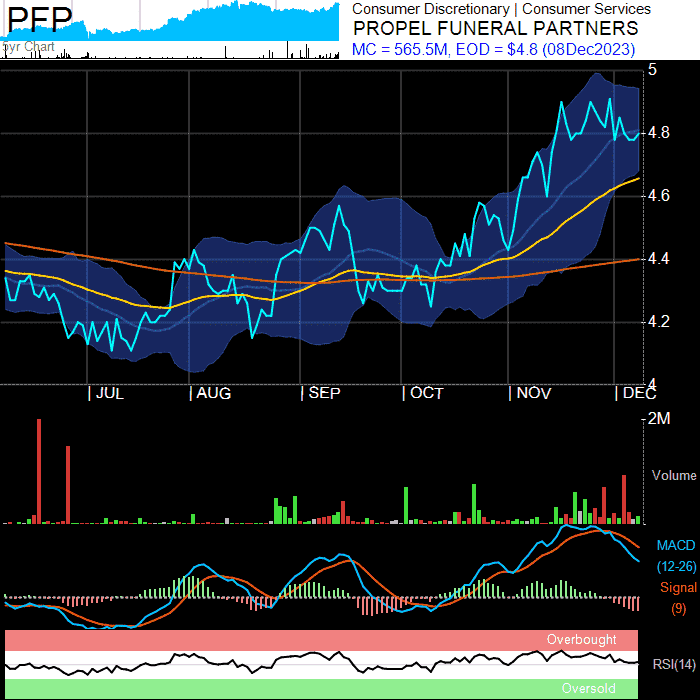 PFP
5yr Chart
Consumer Discretionary | Consumer Services
PROPEL FUNERAL PARTNERS
MC = 565.5M, EOD = $4.8 (08Dec2023)
5
4.8
4.6
4.4
4.2
4
| JUL | AUG | SEP | OCT | NOV | DEC
2M
Volume
MACD
(12-26)
Signal
(9)
Overbought
RSI(14)
Oversold